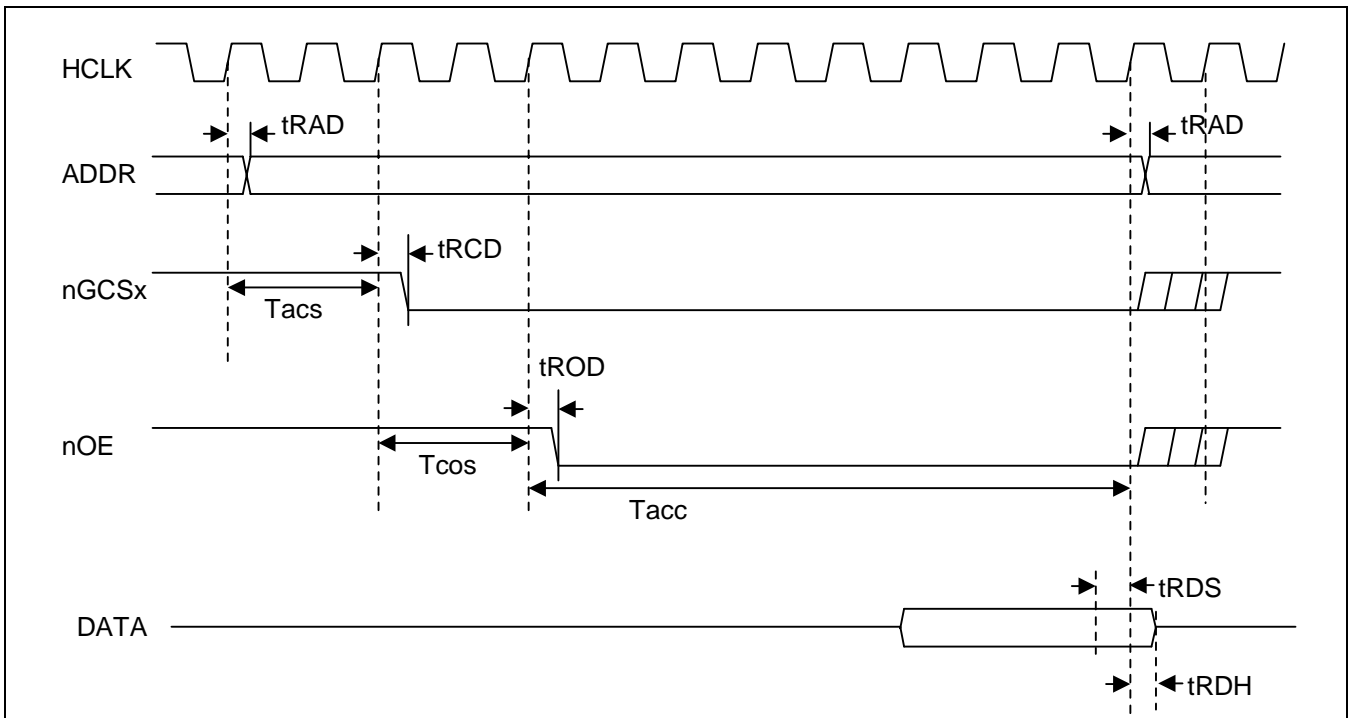 HCLK
tRAD
tRAD
ADDR
tRCD
nGCSx
Tacs
tROD
nOE
Tcos
Tacc
tRDS
DATA
tRDH